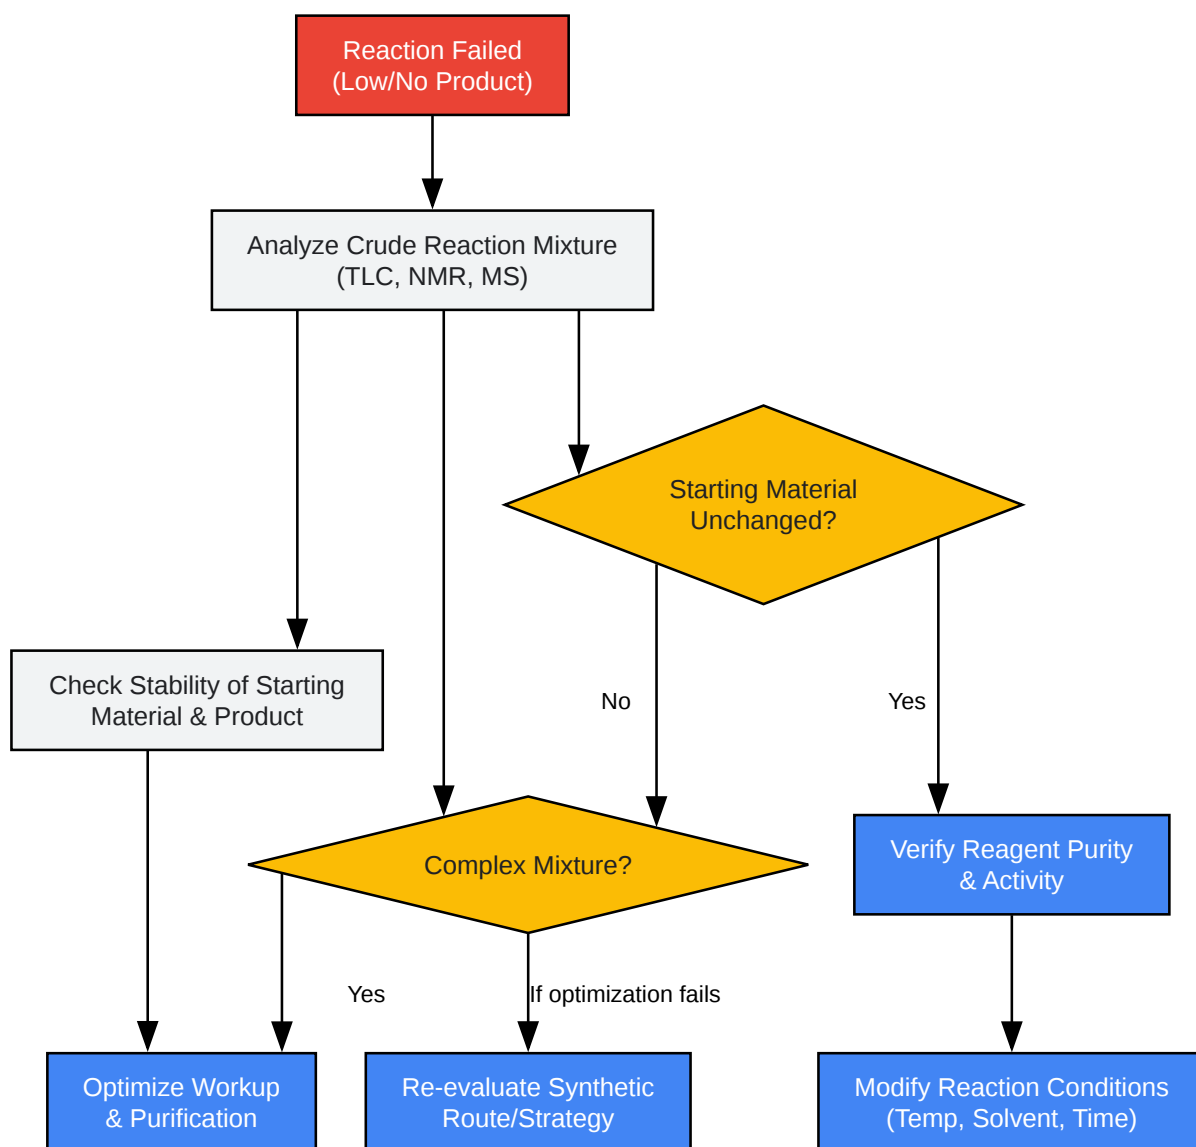 Reaction Failed
(Low/No Product)
Analyze Crude Reaction Mixture
(TLC, NMR, MS)
Starting Material
Unchanged?
Check Stability of Starting
Material & Product
No
Yes
Complex Mixture?
Verify Reagent Purity
& Activity
Yes
If optimization fails
Optimize Workup
& Purification
Re-evaluate Synthetic
Route/Strategy
Modify Reaction Conditions
(Temp, Solvent, Time)